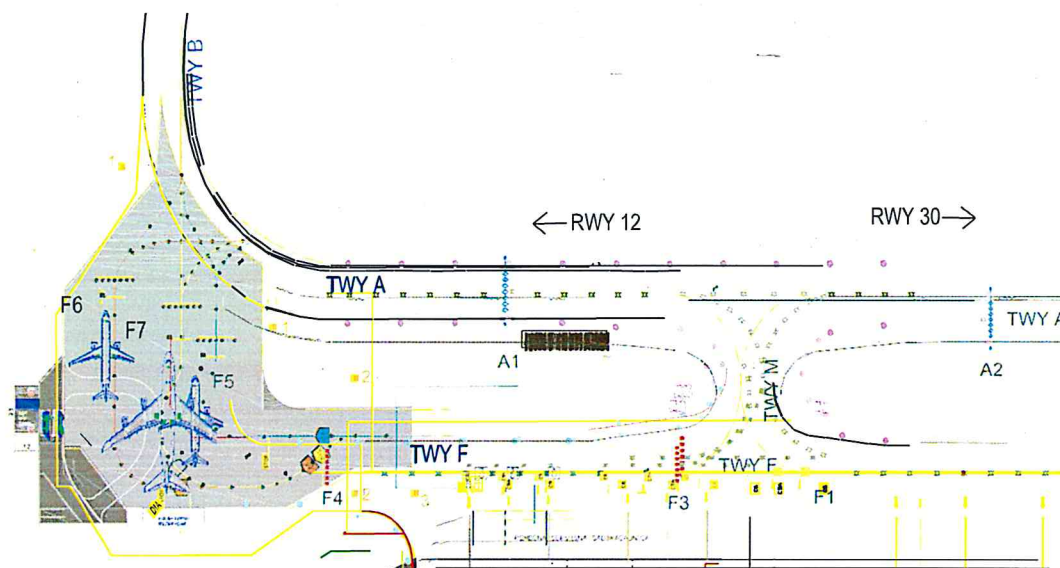 TWY B
← RWY 12
RWY 30 →
TWY A
F6
F7
A1
TWY A
A2
F5
TWY M
TWY F
TWY F
F4
F3
F1